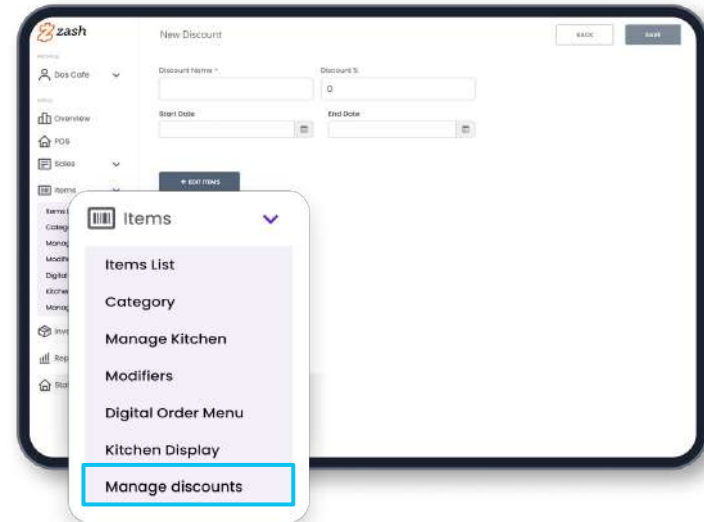 zash
New Discount
BACK
SAVE
Dos Cafe
Discount Name *
Discount %
0
Overview
Start Date
End Date
POS
Sales
Items
+ EDIT ITEMS
Items
Items List
Category
Manage Kitchen
Modifiers
Digital Order Menu
Kitchen Display
Manage discounts